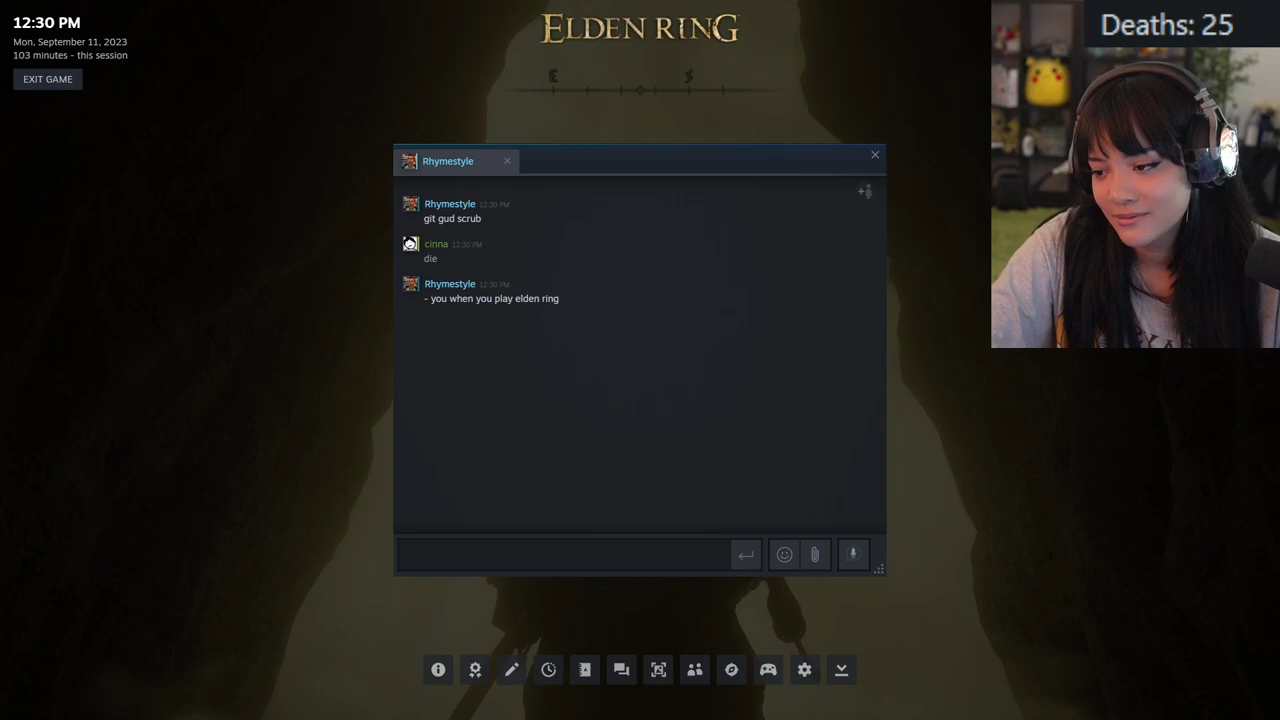 12:30 PM
Mon, September 11, 2023
103 minutes - this session
EXIT GAME
ELDEN RING
E
S
Deaths: 25
Rhymestyle
Rhymestyle 12:30 PM
git gud scrub
cinna 12:30 PM
die
Rhymestyle 12:30 PM
- you when you play elden ring